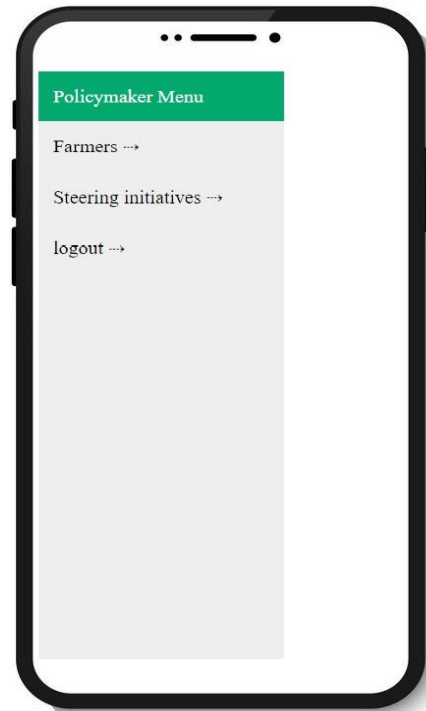 Policymaker Menu
Farmers ⤑
Steering initiatives ⤑
logout ⤑